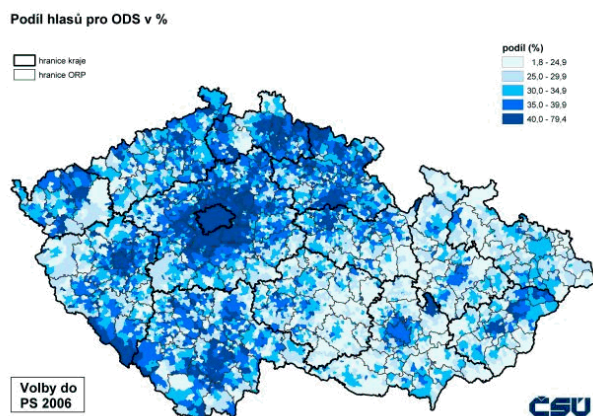 Podíl hlasů pro ODS v %
hranice kraje
hranice ORP
podíl (%)
1,8 - 24,9
25,0 - 29,9
30,0 - 34,9
35,0 - 39,9
40,0 - 79,4
Volby do
PS 2006
ČSÚ